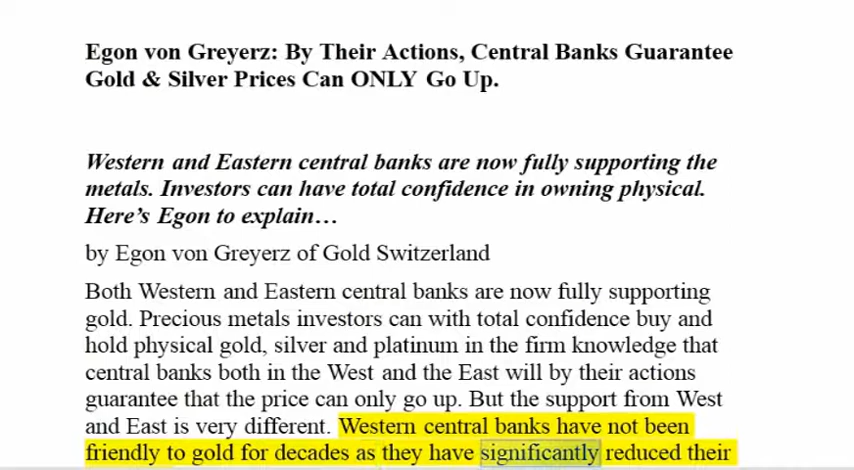 Egon von Greyerz: By Their Actions, Central Banks Guarantee
Gold & Silver Prices Can ONLY Go Up.
Western and Eastern central banks are now fully supporting the
metals. Investors can have total confidence in owning physical.
Here’s Egon to explain…
by Egon von Greyerz of Gold Switzerland
Both Western and Eastern central banks are now fully supporting
gold. Precious metals investors can with total confidence buy and
hold physical gold, silver and platinum in the firm knowledge that
central banks both in the West and the East will by their actions
guarantee that the price can only go up. But the support from West
and East is very different. Western central banks have not been
friendly to gold for decades as they have significantly reduced their